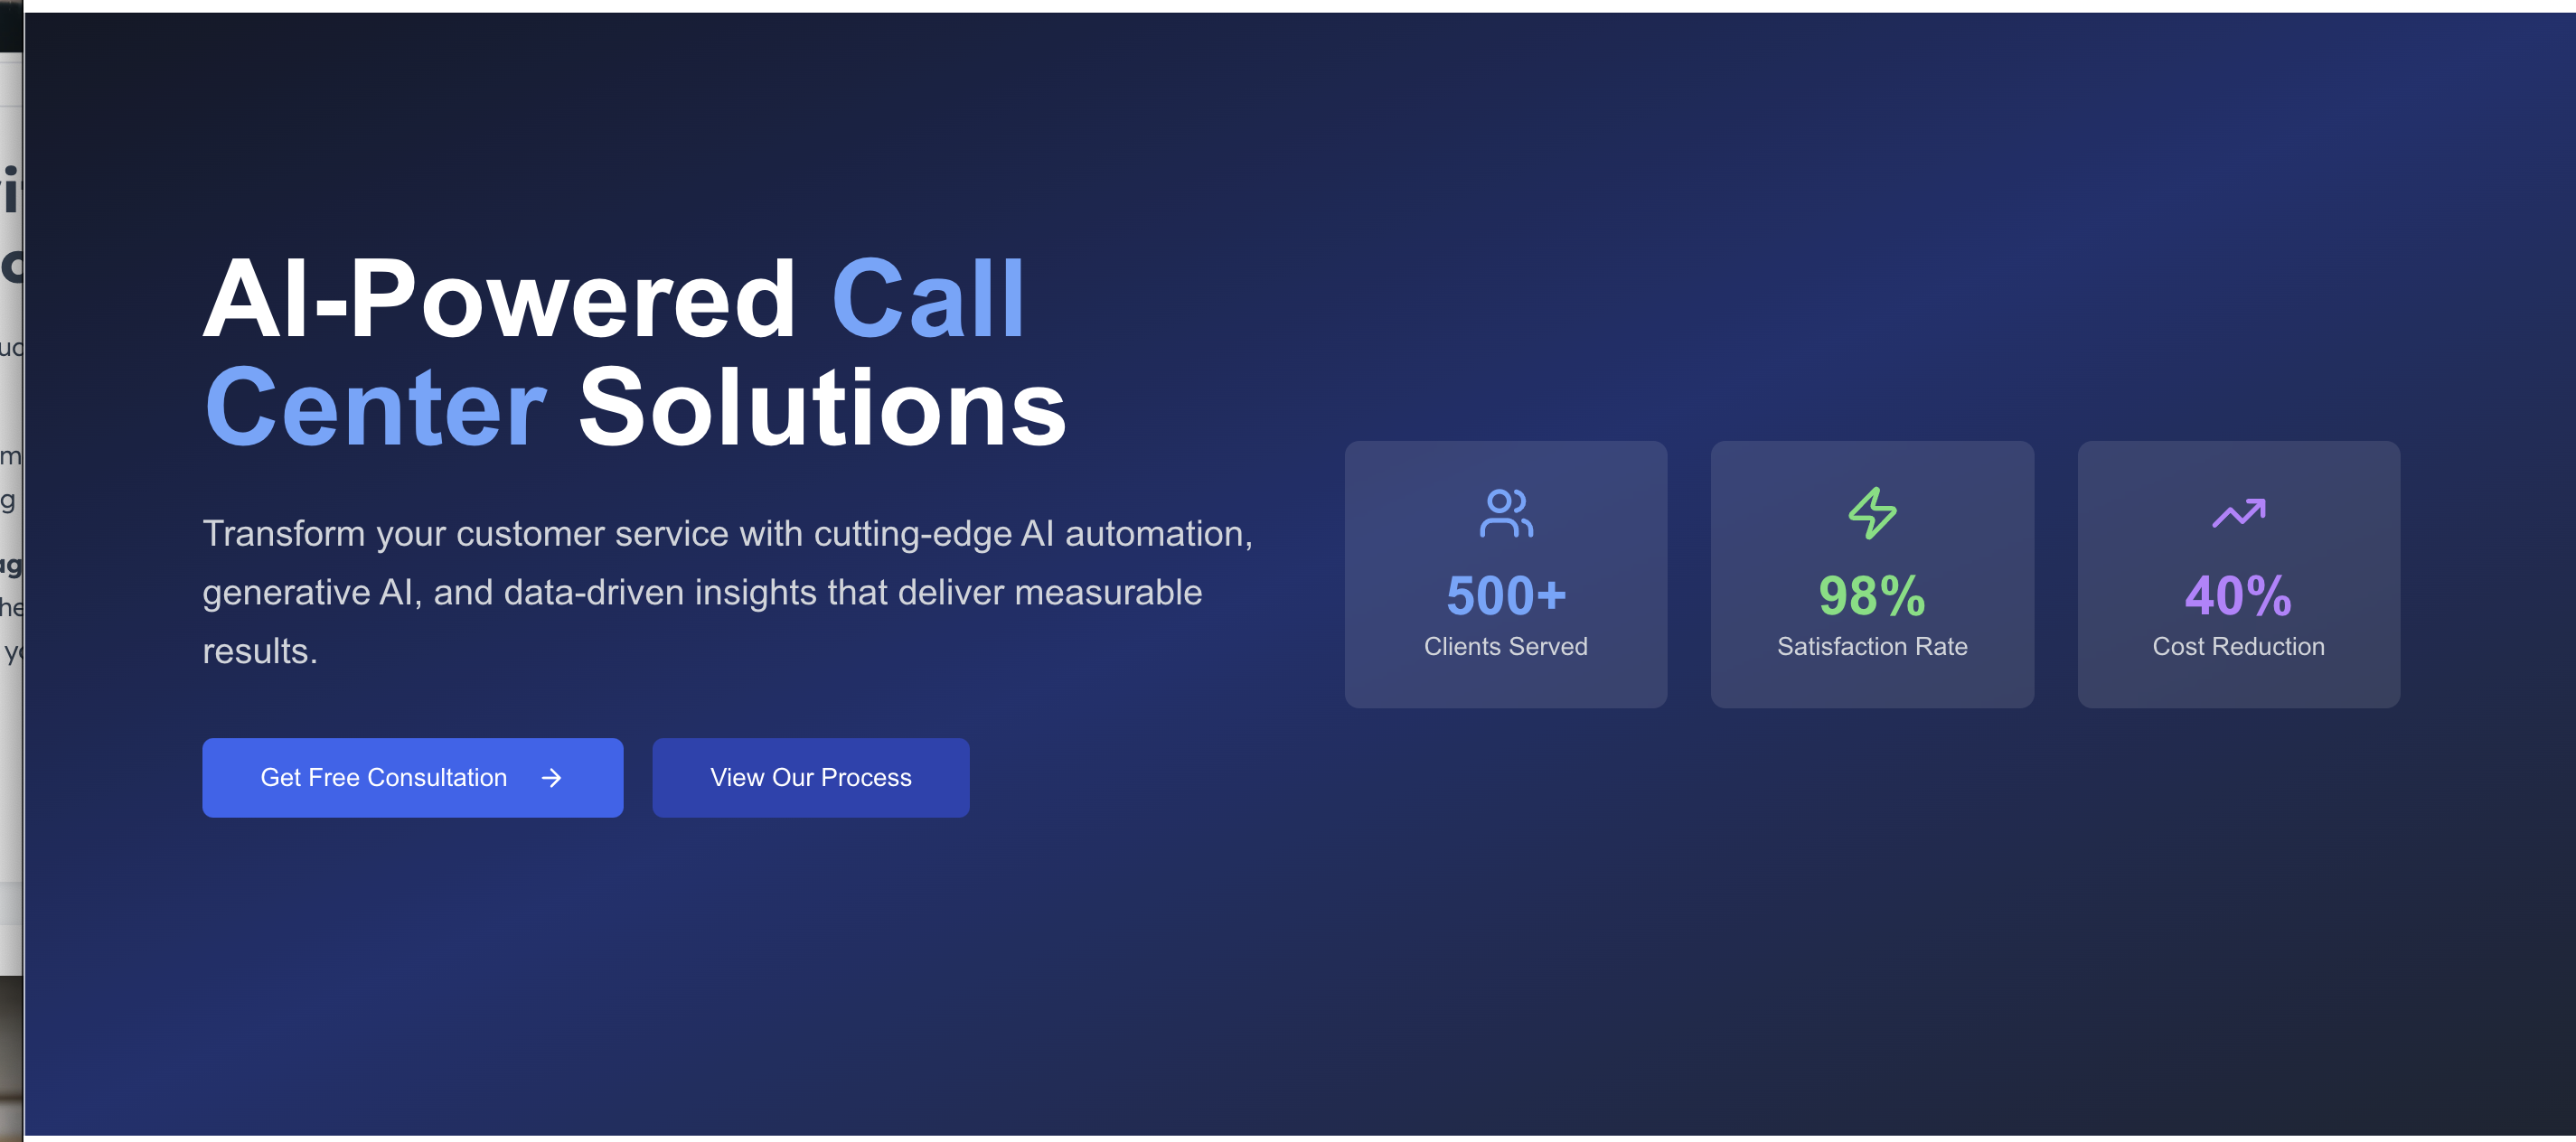 AI-Powered Call
Center Solutions
Transform your customer service with cutting-edge AI automation,
generative AI, and data-driven insights that deliver measurable
results.
Get Free Consultation
View Our Process
500+
Clients Served
98%
Satisfaction Rate
40%
Cost Reduction